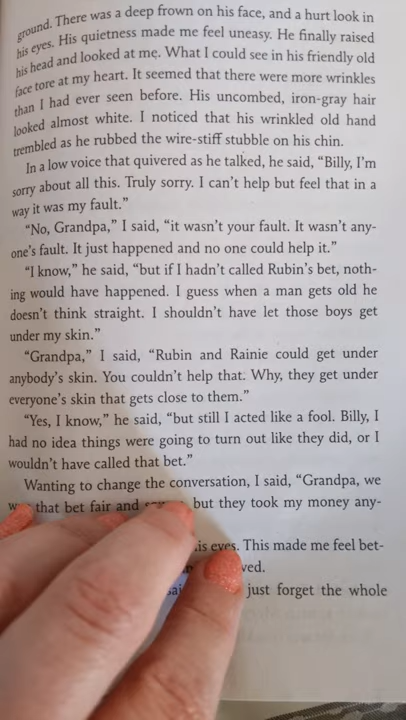 ground. There was a deep frown on his face, and a hurt look in
his eyes. His quietness made me feel uneasy. He finally raised
his head and looked at me. What I could see in his friendly old
face tore at my heart. It seemed that there were more wrinkles
than I had ever seen before. His uncombed, iron-gray hair
looked almost white. I noticed that his wrinkled old hand
trembled as he rubbed the wire-stiff stubble on his chin.
In a low voice that quivered as he talked, he said, “Billy, I’m
sorry about all this. Truly sorry. I can’t help but feel that in a
way it was my fault.”
“No, Grandpa,” I said, “it wasn’t your fault. It wasn’t any-
one’s fault. It just happened and no one could help it.”
“I know,” he said, “but if I hadn’t called Rubin’s bet, noth-
ing would have happened. I guess when a man gets old he
doesn’t think straight. I shouldn’t have let those boys get
under my skin.”
“Grandpa,” I said, “Rubin and Rainie could get under
anybody’s skin. You couldn’t help that. Why, they get under
everyone’s skin that gets close to them.”
“Yes, I know,” he said, “but still I acted like a fool. Billy, I
had no idea things were going to turn out like they did, or I
wouldn’t have called that bet.”
Wanting to change the conversation, I said, “Grandpa, we
that bet fair and but they took my money any-
eyes. This made me feel bet-
just forget the whole